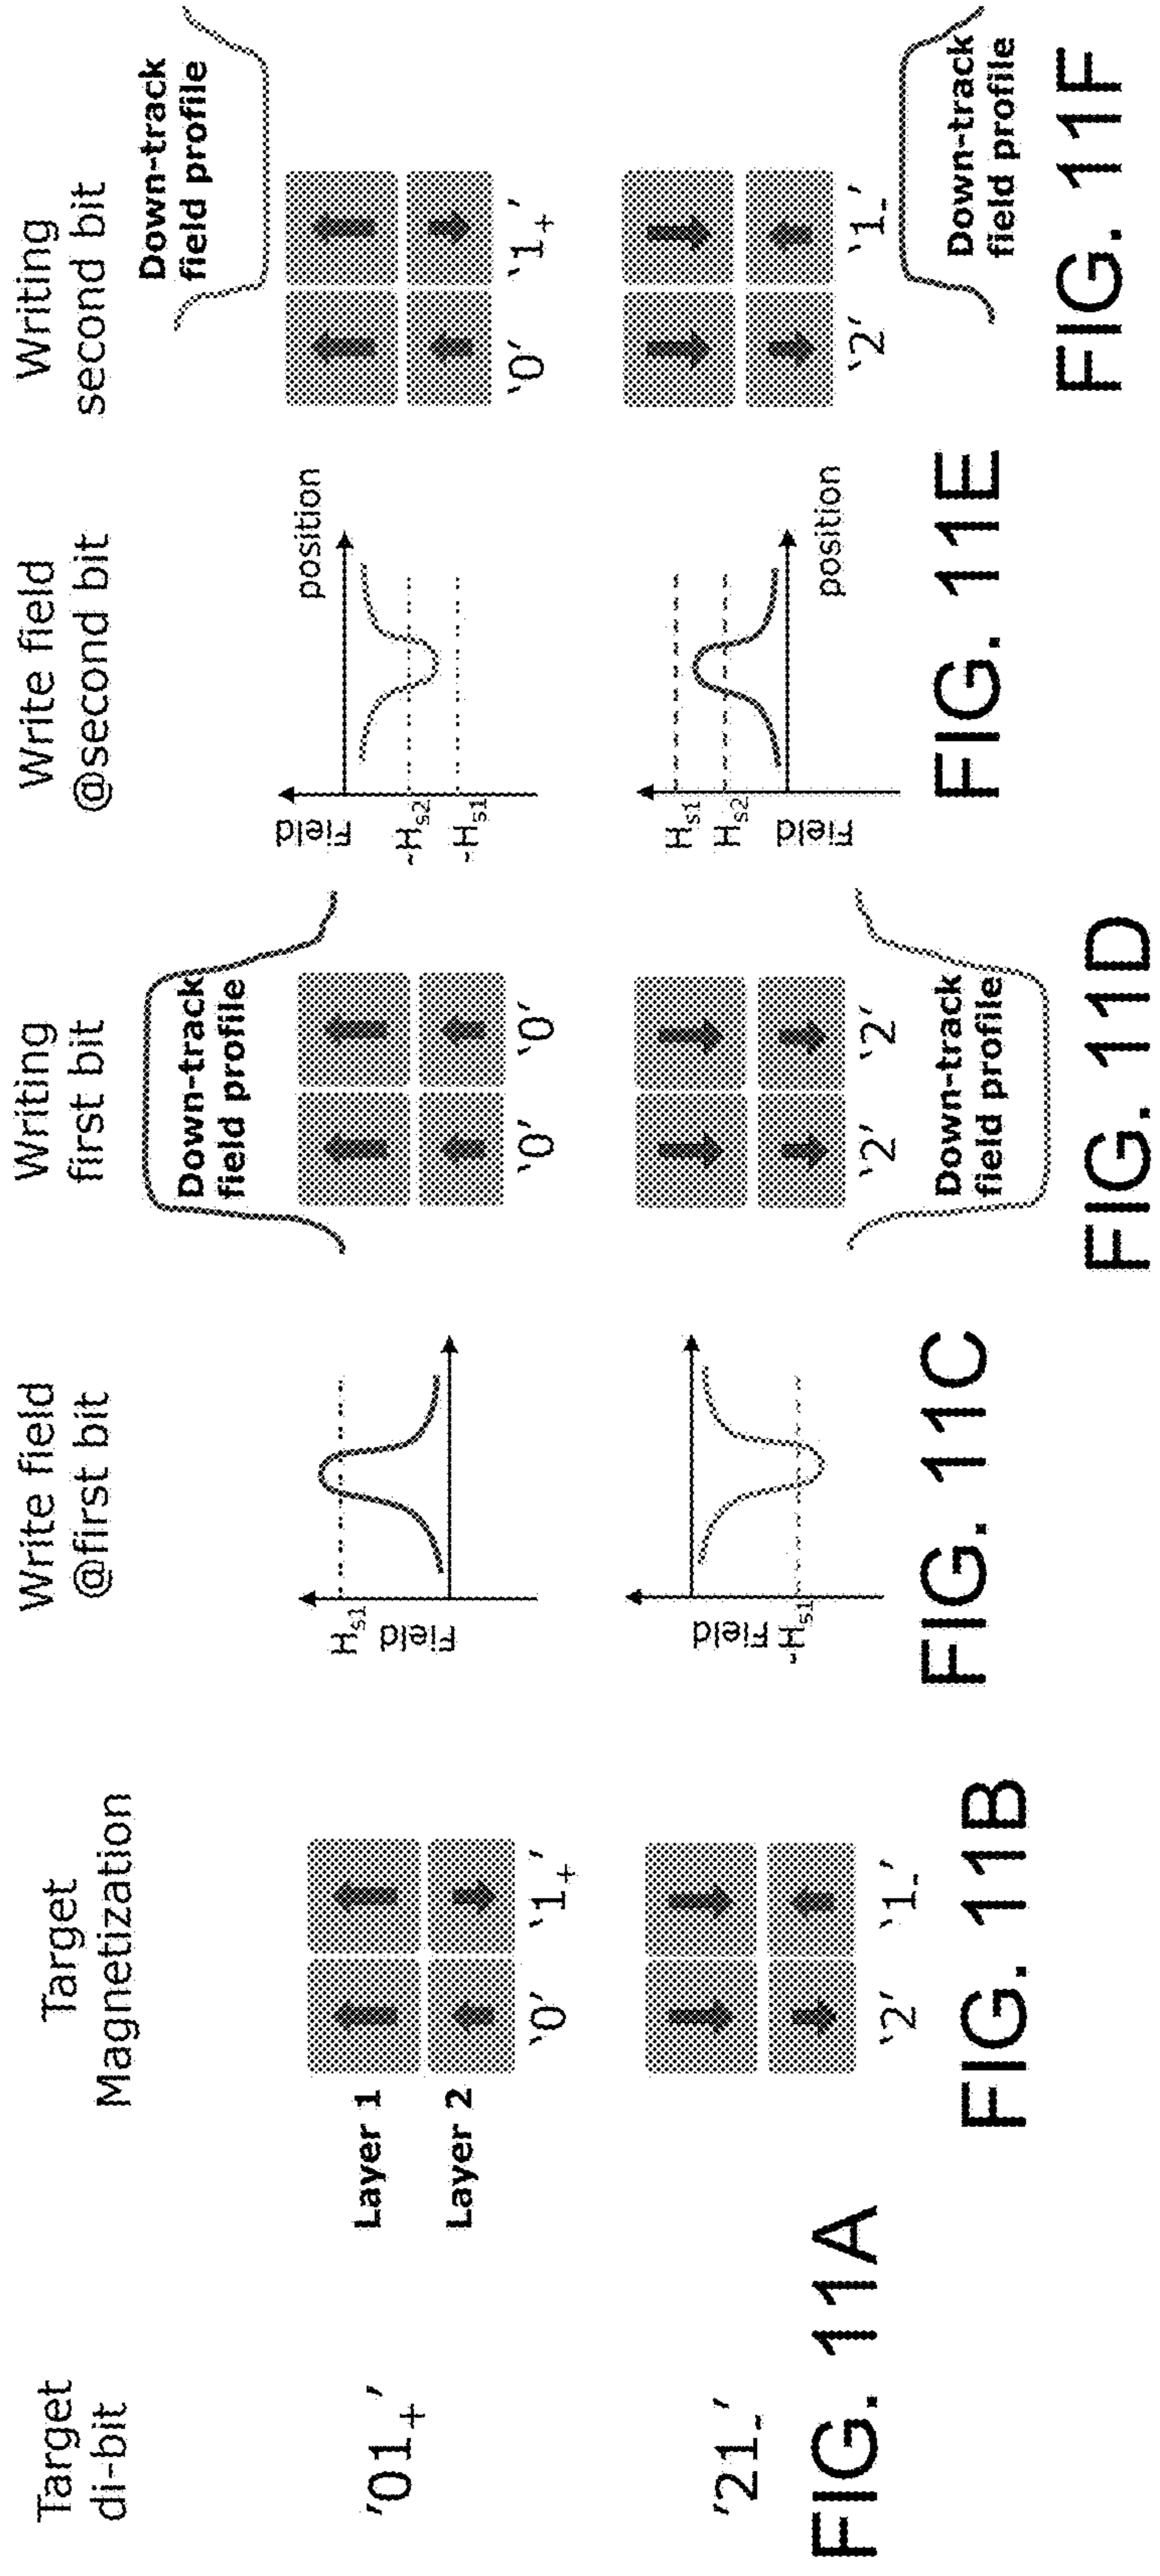 Target
di-bit
Target
Magnetization
Write field
@first bit
Writing
first bit
Write field
@second bit
Writing
second bit
'01+'
Layer 1
Layer 2
'0' '1+'
Hs1
Field
Down-track
field profile
'0' '0'
Field
-Hs2
-Hs1
position
Down-track
field profile
'0' '1+'
'21-'
'2' '1-'
Field
-Hs1
'2' '2'
Down-track
field profile
Hs1
Hs2
Field
position
'2' '1-'
Down-track
field profile
FIG. 11A
FIG. 11B
FIG. 11C
FIG. 11D
FIG. 11E
FIG. 11F